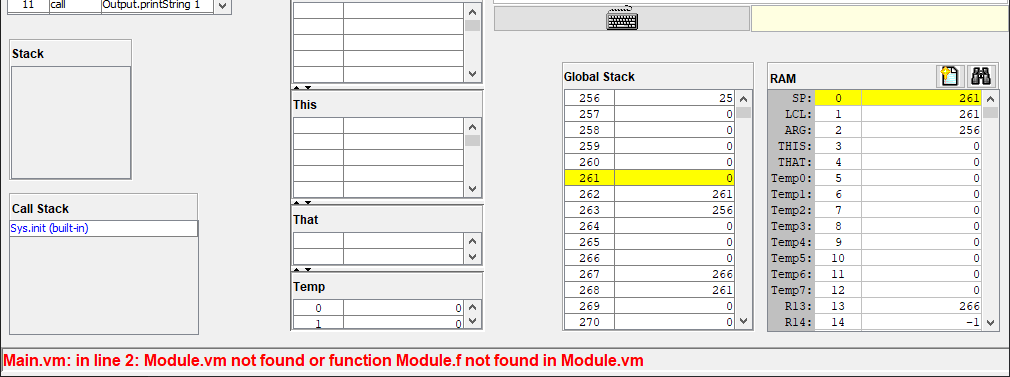 11 call Output.printString 1
Stack
Call Stack
Sys.init (built-in)
This
That
Temp
0 0
1 0
Global Stack
256 25
257 0
258 0
259 0
260 0
261 0
262 261
263 256
264 0
265 0
266 0
267 266
268 261
269 0
270 0
RAM
SP: 0 261
LCL: 1 261
ARG: 2 256
THIS: 3 0
THAT: 4 0
Temp0: 5 0
Temp1: 6 0
Temp2: 7 0
Temp3: 8 0
Temp4: 9 0
Temp5: 10 0
Temp6: 11 0
Temp7: 12 0
R13: 13 266
R14: 14 -1
Main.vm: in line 2: Module.vm not found or function Module.f not found in Module.vm